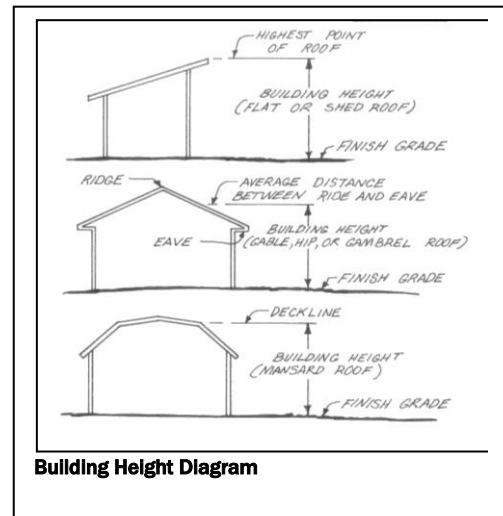 HIGHEST POINT
OF ROOF
BUILDING HEIGHT
(FLAT OR SHED ROOF)
FINISH GRADE
RIDGE
AVERAGE DISTANCE
BETWEEN RIDE AND EAVE
EAVE
BUILDING HEIGHT
(GABLE, HIP, OR GAMBREL ROOF)
FINISH GRADE
DECKLINE
BUILDING HEIGHT
(MANSARD ROOF)
FINISH GRADE
Building Height Diagram